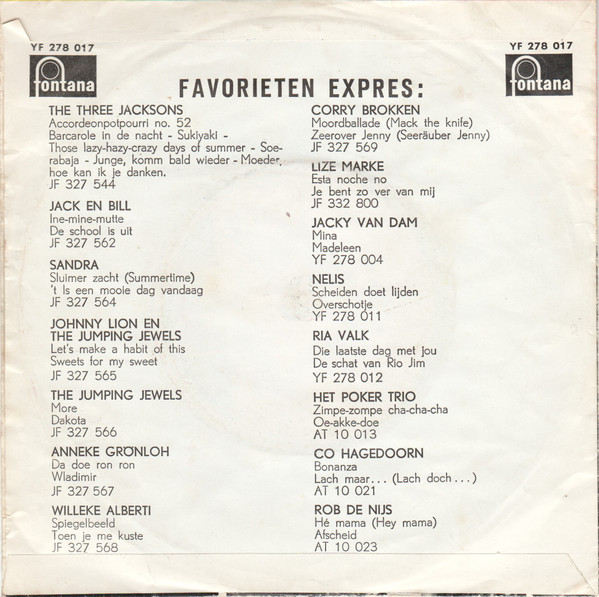 YF 278 017
fontana
YF 278 017
fontana
FAVORIETEN EXPRES:
THE THREE JACKSONS
Accordeonpotpourri no. 52
Barcarole in de nacht - Sukiyaki -
Those lazy-hazy-crazy days of summer - Soe-
rabaja - Junge, komm bald wieder - Moeder,
hoe kan ik je danken.
JF 327 544
JACK EN BILL
Ine-mine-mutte
De school is uit
JF 327 562
SANDRA
Sluimer zacht (Summertime)
't Is een mooie dag vandaag
JF 327 564
JOHNNY LION EN
THE JUMPING JEWELS
Let's make a habit of this
Sweets for my sweet
JF 327 565
THE JUMPING JEWELS
More
Dakota
JF 327 566
ANNEKE GRÖNLOH
Da doe ron ron
Wladimir
JF 327 567
WILLEKE ALBERTI
Spiegelbeeld
Toen je me kuste
JF 327 568
CORRY BROKKEN
Moordballade (Mack the knife)
Zeerover Jenny (Seeräuber Jenny)
JF 327 569
LIZE MARKE
Esta noche no
Je bent zo ver van mij
JF 332 800
JACKY VAN DAM
Mina
Madeleen
YF 278 004
NELIS
Scheiden doet lijden
Overschotje
YF 278 011
RIA VALK
Die laatste dag met jou
De schat van Rio Jim
YF 278 012
HET POKER TRIO
Zimpe-zompe cha-cha-cha
Oe-akke-doe
AT 10 013
CO HAGEDOORN
Bonanza
Lach maar... (Lach doch...)
AT 10 021
ROB DE NIJS
Hé mama (Hey mama)
Afscheid
AT 10 023